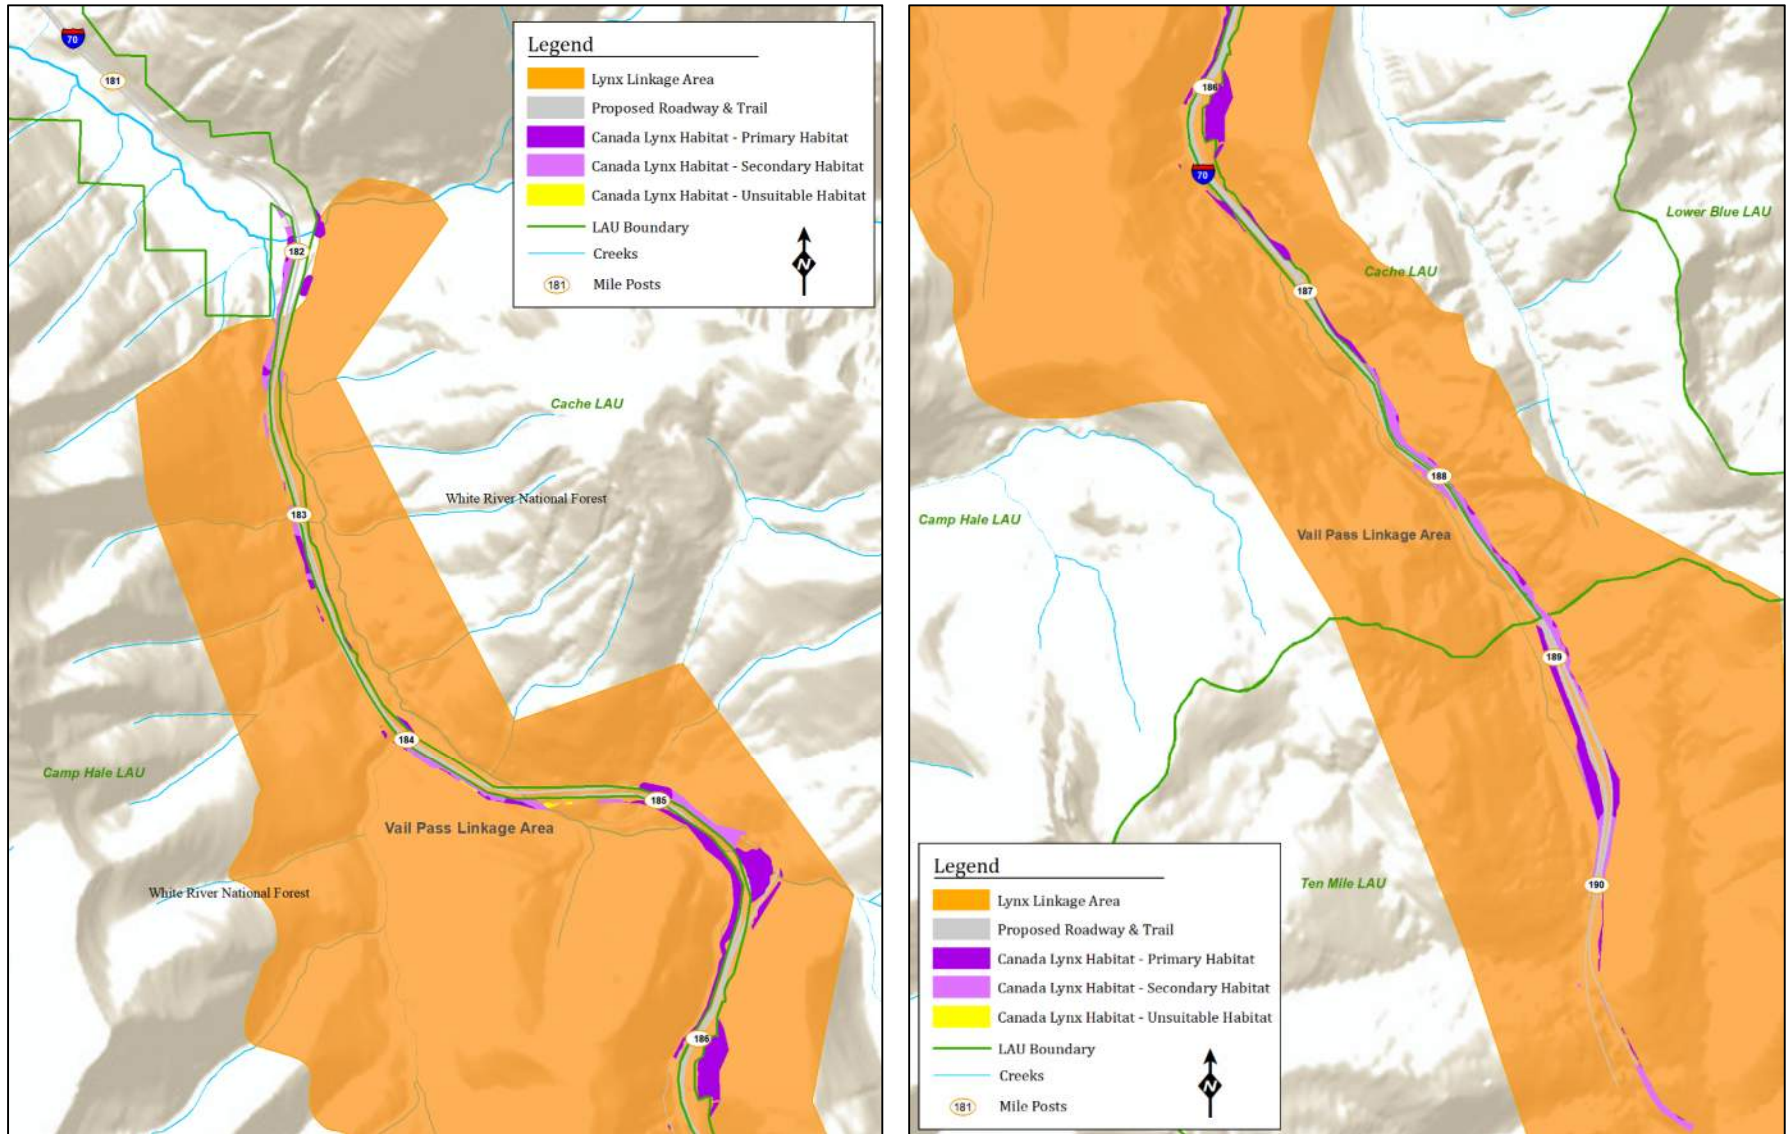 70
181
Legend
Lynx Linkage Area
Proposed Roadway & Trail
Canada Lynx Habitat - Primary Habitat
Canada Lynx Habitat - Secondary Habitat
Canada Lynx Habitat - Unsuitable Habitat
LAU Boundary
Creeks
181 Mile Posts
N
182
Cache LAU
White River National Forest
183
184
Camp Hale LAU
185
Vail Pass Linkage Area
White River National Forest
186
186
70
Lower Blue LAU
Cache LAU
187
188
Camp Hale LAU
Vail Pass Linkage Area
189
Ten Mile LAU
190
Legend
Lynx Linkage Area
Proposed Roadway & Trail
Canada Lynx Habitat - Primary Habitat
Canada Lynx Habitat - Secondary Habitat
Canada Lynx Habitat - Unsuitable Habitat
LAU Boundary
Creeks
181 Mile Posts
N